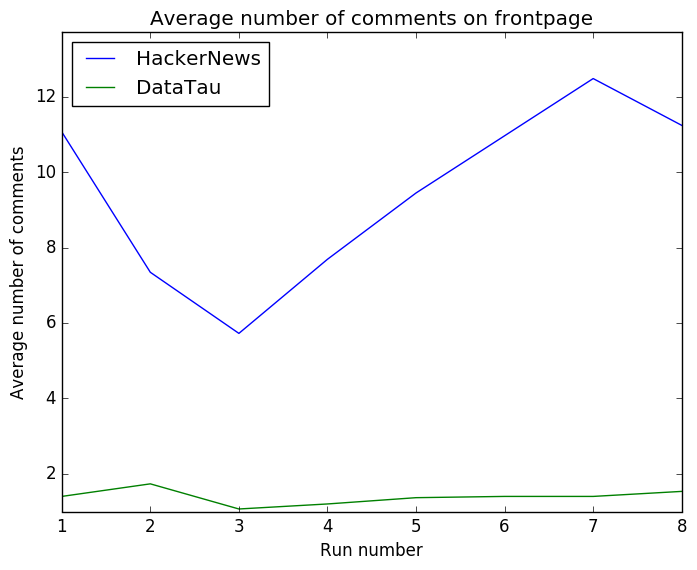 Average number of comments on frontpage
HackerNews
DataTau
12
10
8
6
4
2
Average number of comments
1 2 3 4 5 6 7 8
Run number